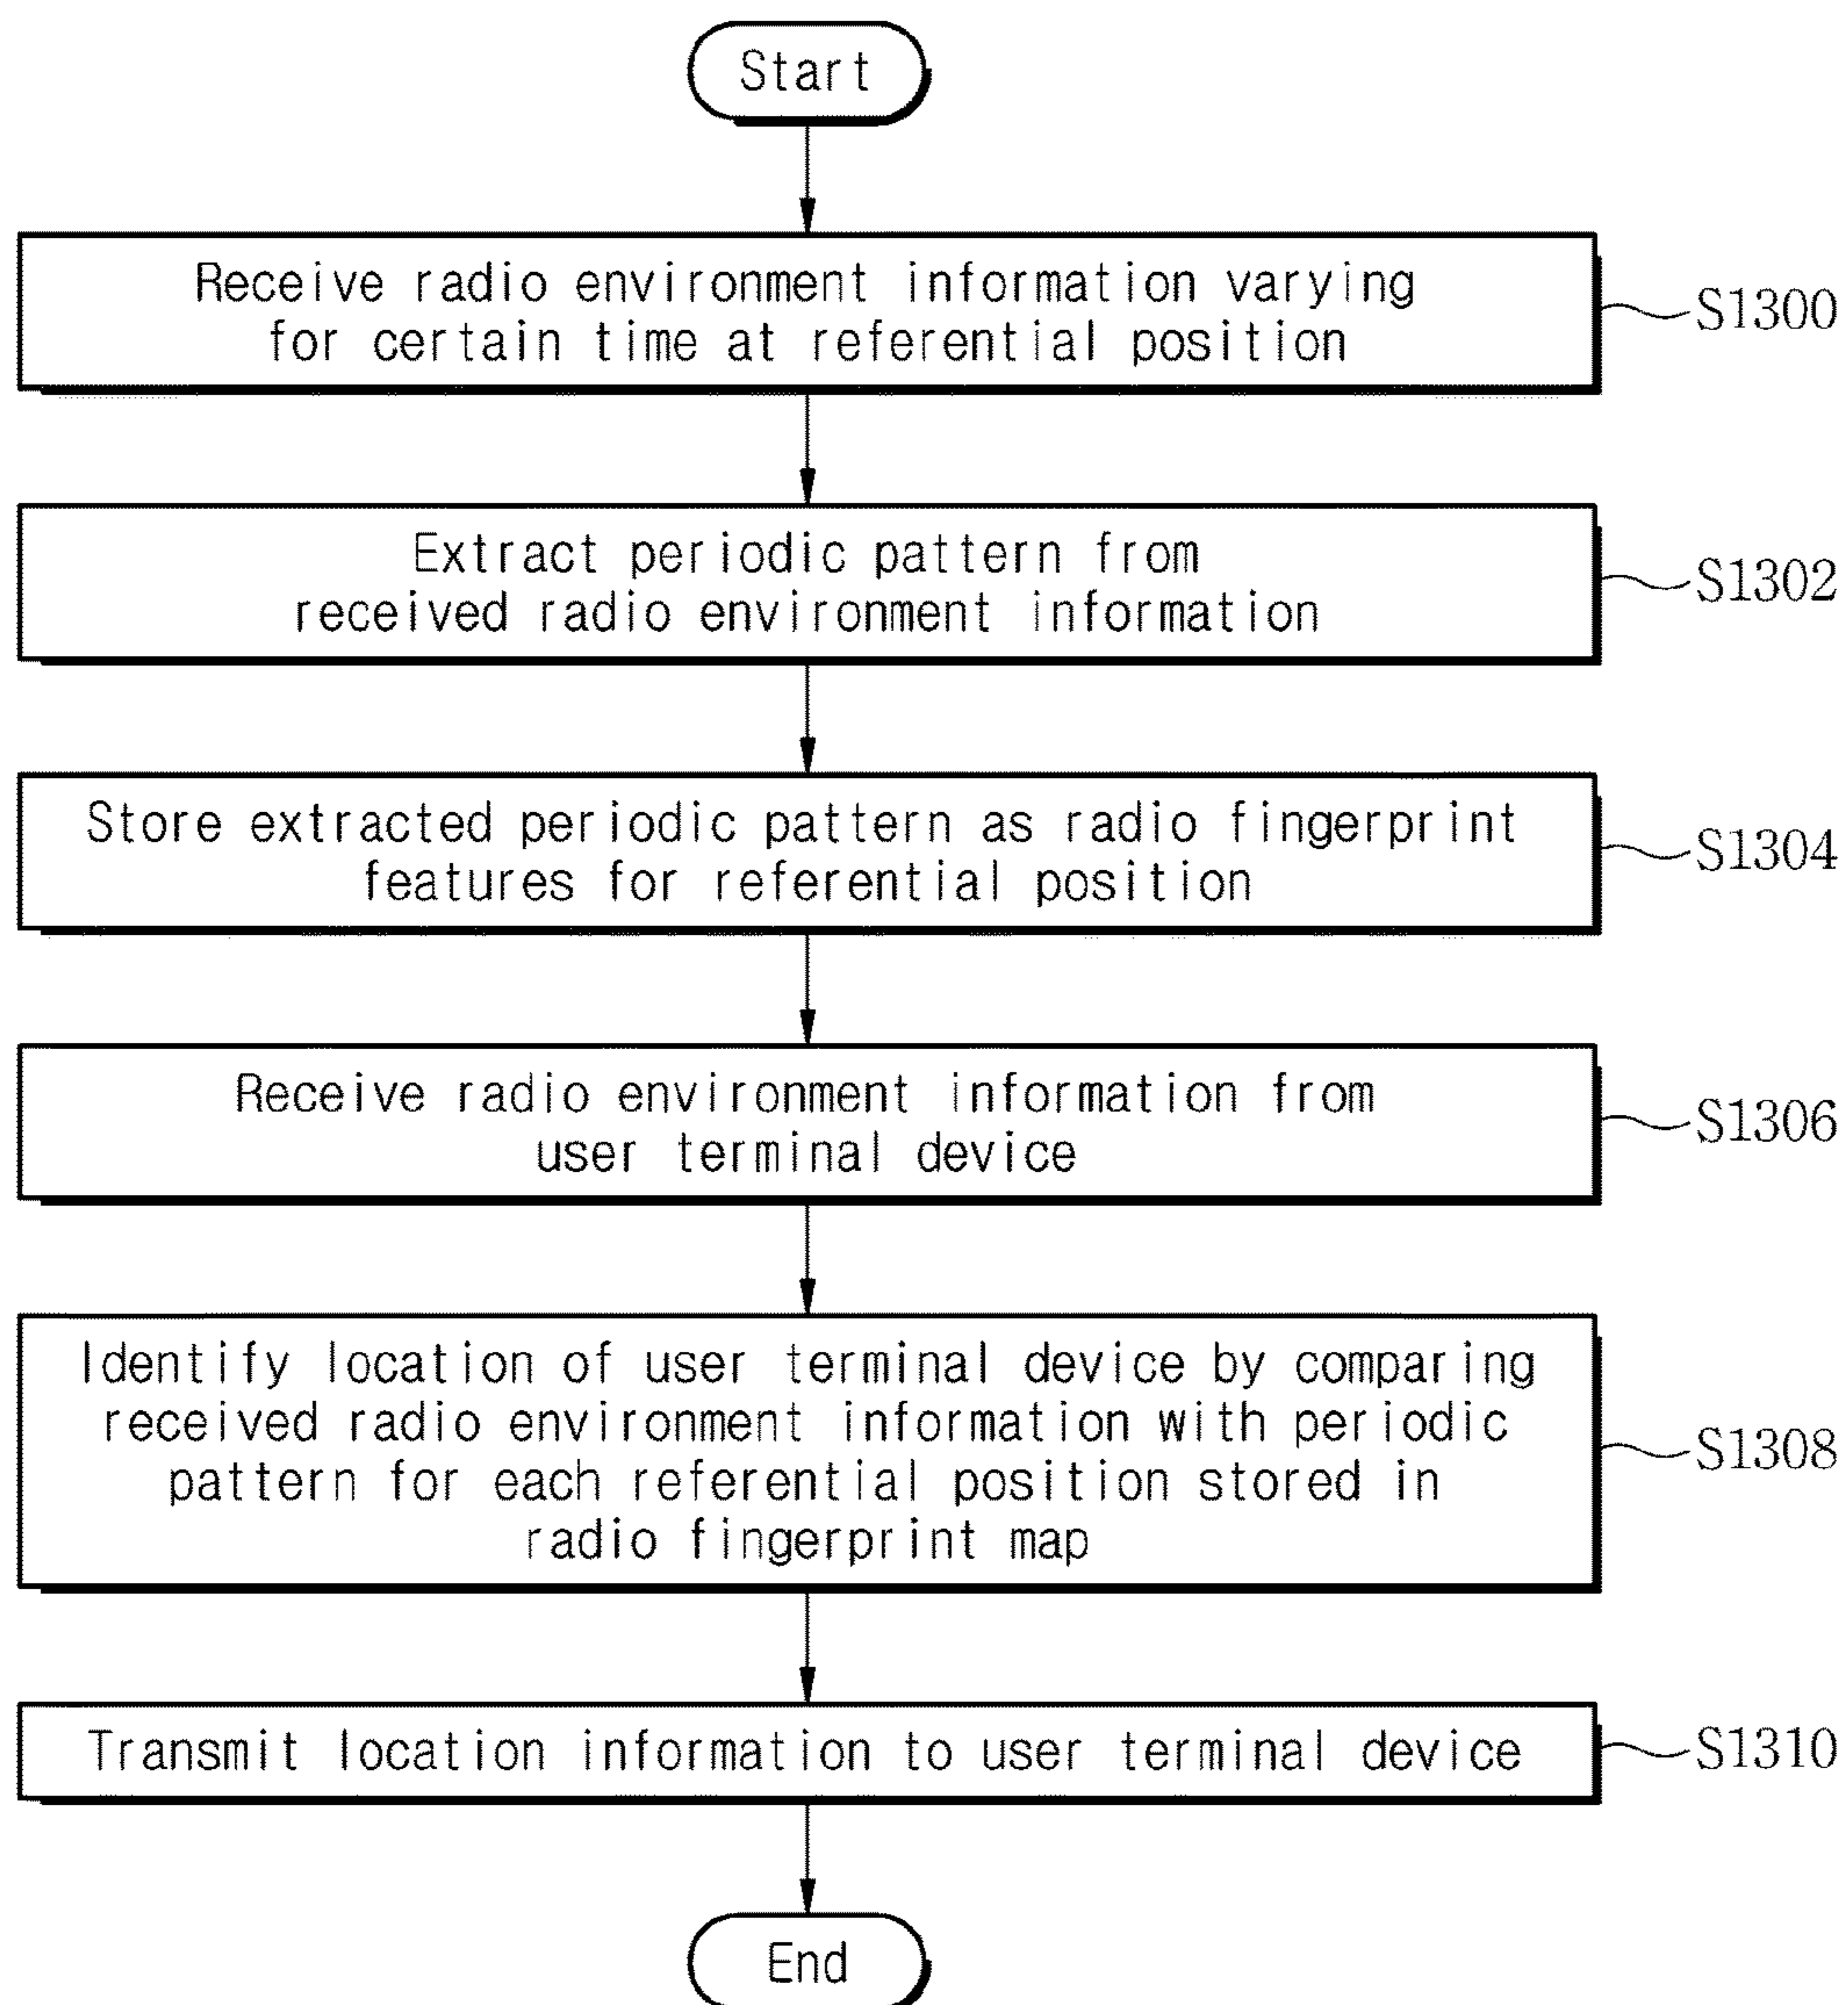 Start
Receive radio environment information varying
for certain time at referential position
S1300
Extract periodic pattern from
received radio environment information
S1302
Store extracted periodic pattern as radio fingerprint
features for referential position
S1304
Receive radio environment information from
user terminal device
S1306
Identify location of user terminal device by comparing
received radio environment information with periodic
pattern for each referential position stored in
radio fingerprint map
S1308
Transmit location information to user terminal device
S1310
End